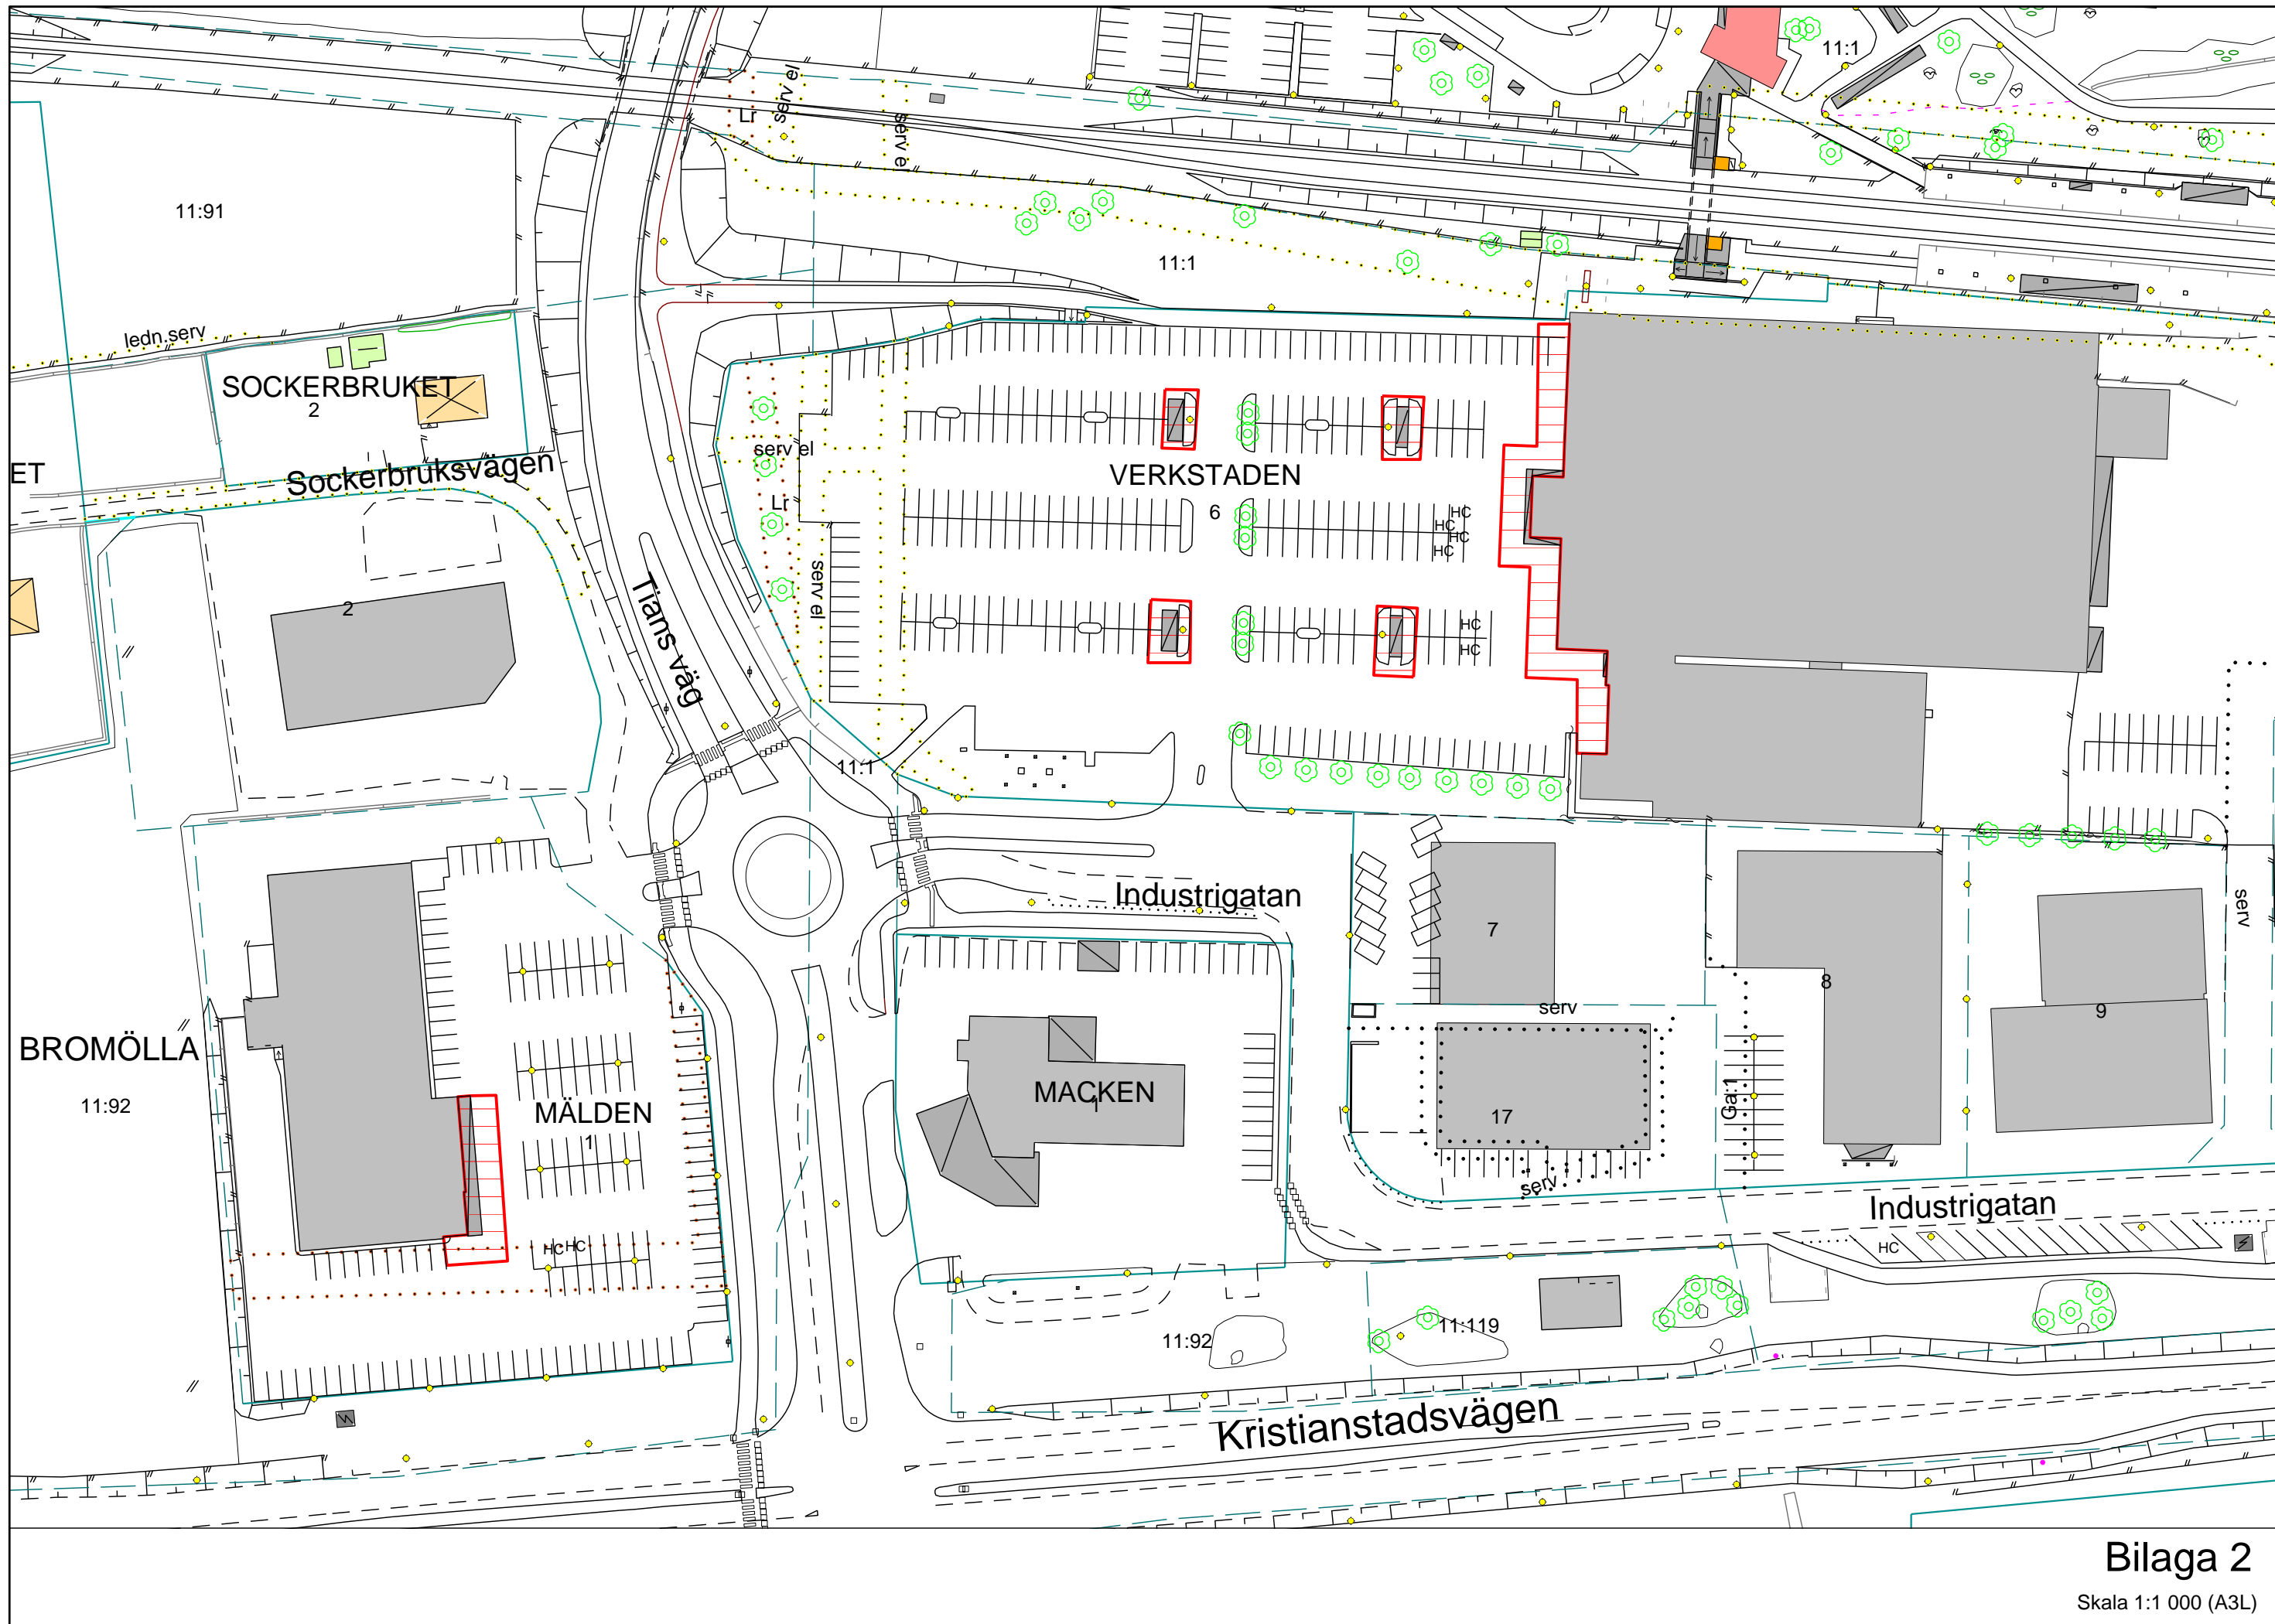 serv el
Lr
serv el
11:1
11:91
11:1
ledn.serv
SOCKERBRUKET
2
ET
Sockerbruksvägen
serv el
VERKSTADEN
6
Lr
HC
HC
HC
HC
serv el
2
Tians väg
HC
HC
11:1
Industrigatan
serv
7
8
9
serv
BROMÖLLA
11:92
MÄLDEN
1
MACKEN
1
17
Ga:1
serv
Industrigatan
HC
HC
HC
11:92
11:119
Kristianstadsvägen
Bilaga 2
Skala 1:1 000 (A3L)